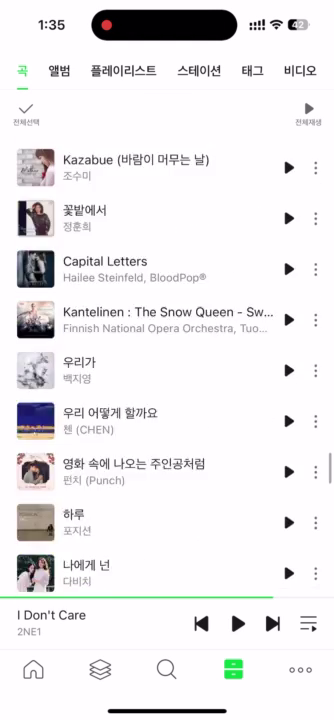 1:35
42
곡 앨범 플레이리스트 스테이션 태그 비디오
전체선택 전체재생
Kazabue (바람이 머무는 날)
조수미
꽃밭에서
정훈희
Capital Letters
Hailee Steinfeld, BloodPop®
Kantelinen : The Snow Queen - Sw...
Finnish National Opera Orchestra, Tuo...
우리가
백지영
우리 어떻게 할까요
첸 (CHEN)
영화 속에 나오는 주인공처럼
펀치 (Punch)
하루
포지션
나에게 넌
다비치
I Don't Care
2NE1